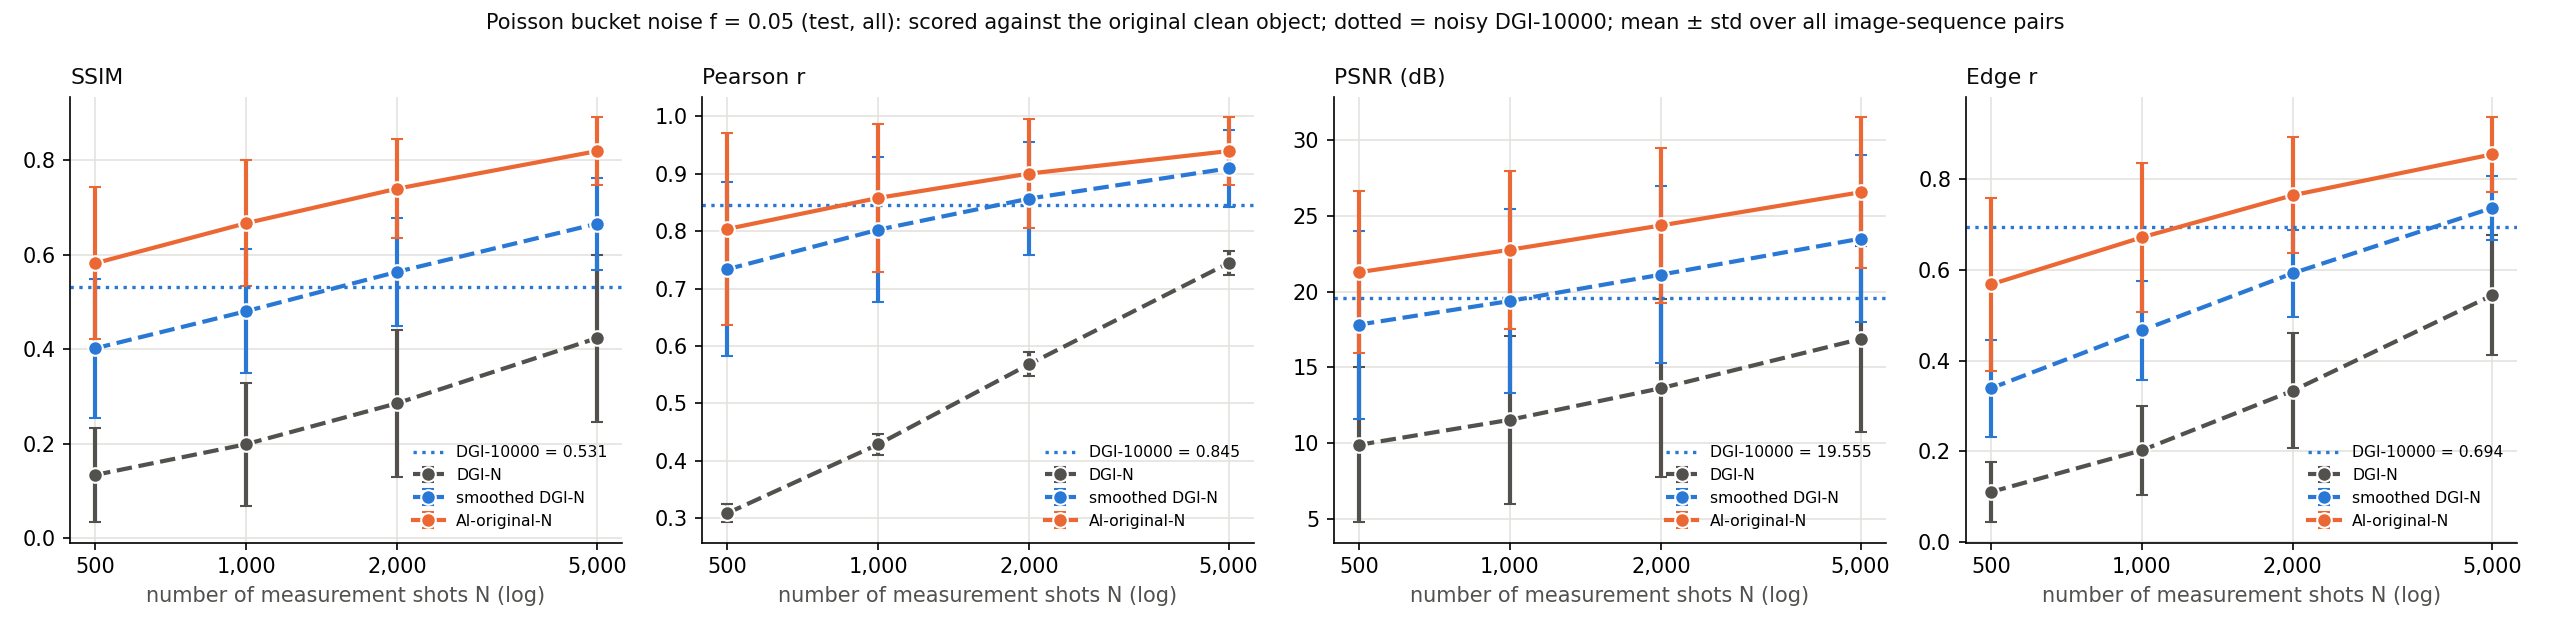 Poisson bucket noise f = 0.05 (test, all): scored against the original clean object; dotted = noisy DGI-10000; mean ± std over all image-sequence pairs
SSIM
0.8
0.6
0.4
0.2
0.0
500
1,000
2,000
5,000
number of measurement shots N (log)
DGI-10000 = 0.531
DGI-N
smoothed DGI-N
AI-original-N
Pearson r
1.0
0.9
0.8
0.7
0.6
0.5
0.4
0.3
500
1,000
2,000
5,000
number of measurement shots N (log)
DGI-10000 = 0.845
DGI-N
smoothed DGI-N
AI-original-N
PSNR (dB)
30
25
20
15
10
5
500
1,000
2,000
5,000
number of measurement shots N (log)
DGI-10000 = 19.555
DGI-N
smoothed DGI-N
AI-original-N
Edge r
0.8
0.6
0.4
0.2
0.0
500
1,000
2,000
5,000
number of measurement shots N (log)
DGI-10000 = 0.694
DGI-N
smoothed DGI-N
AI-original-N